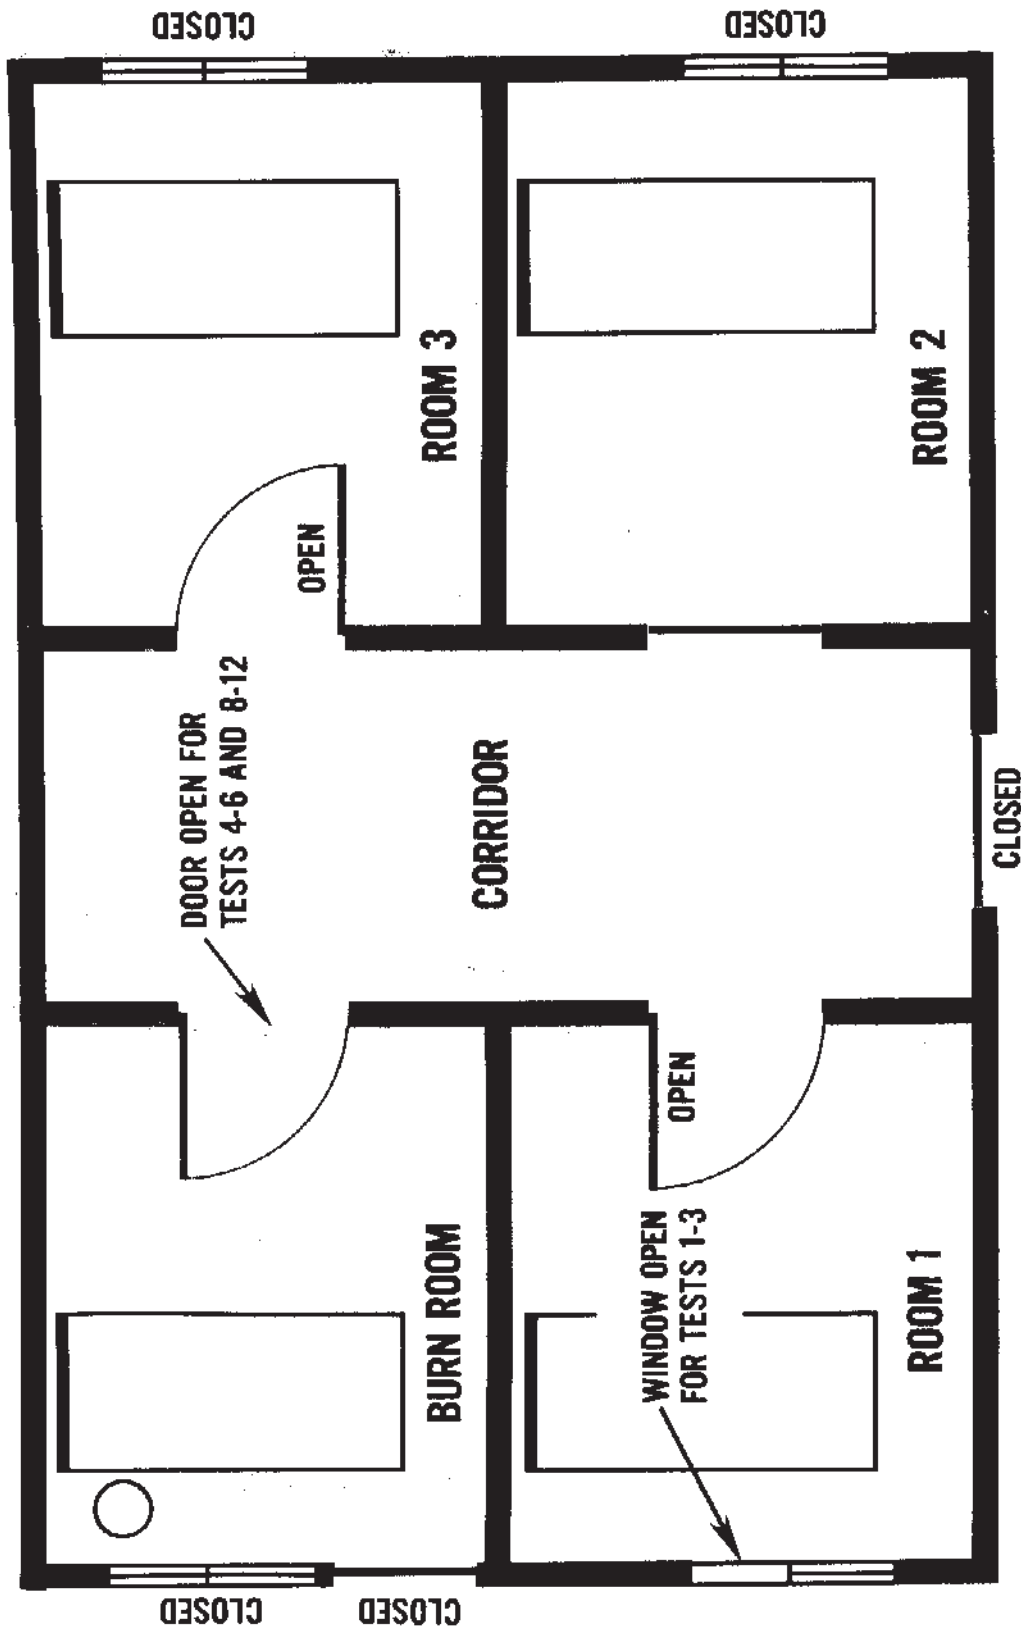 CLOSED
CLOSED
ROOM 3
ROOM 2
OPEN
DOOR OPEN FOR
TESTS 4-6 AND 8-12
CORRIDOR
CLOSED
OPEN
BURN ROOM
WINDOW OPEN
FOR TESTS 1-3
ROOM 1
CLOSED
CLOSED